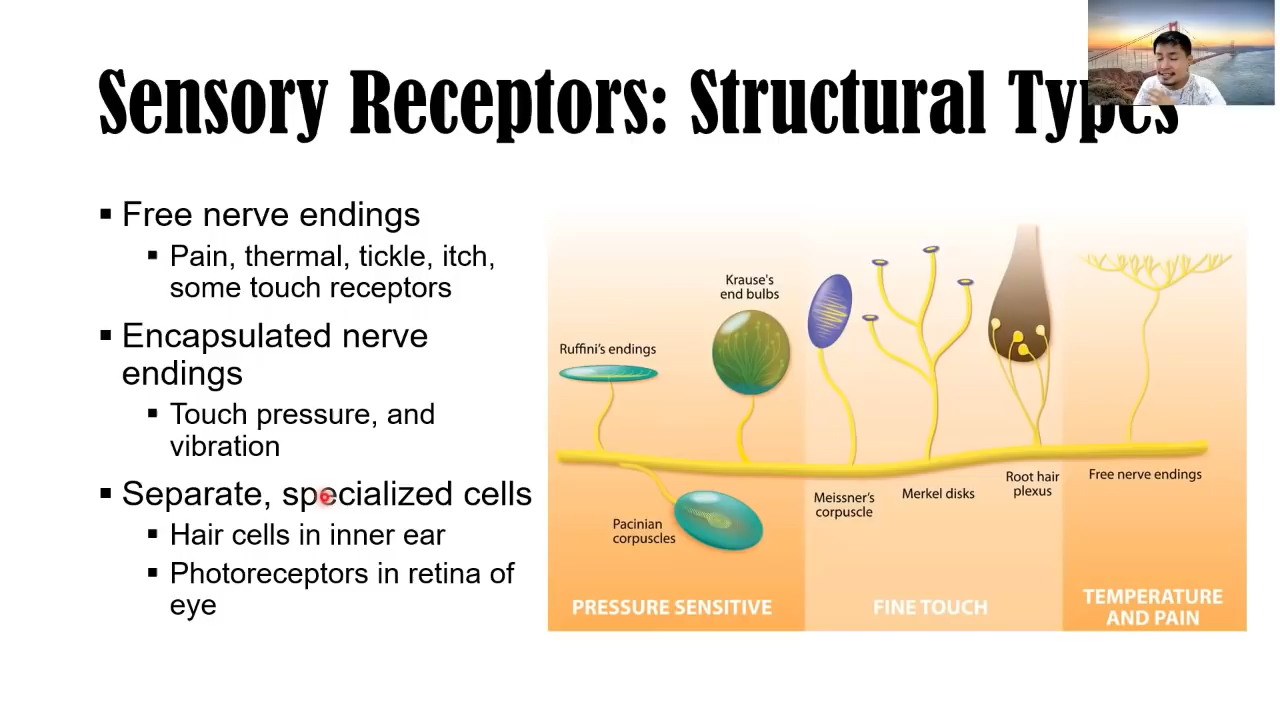 Sensory Receptors: Structural Types
▪ Free nerve endings
▪ Pain, thermal, tickle, itch,
some touch receptors
▪ Encapsulated nerve
endings
▪ Touch pressure, and
vibration
▪ Separate, specialized cells
▪ Hair cells in inner ear
▪ Photoreceptors in retina of
eye
Ruffini's endings
Krause's
end bulbs
Pacinian
corpuscles
PRESSURE SENSITIVE
Meissner's
corpuscle
Merkel disks
Root hair
plexus
FINE TOUCH
Free nerve endings
TEMPERATURE
AND PAIN